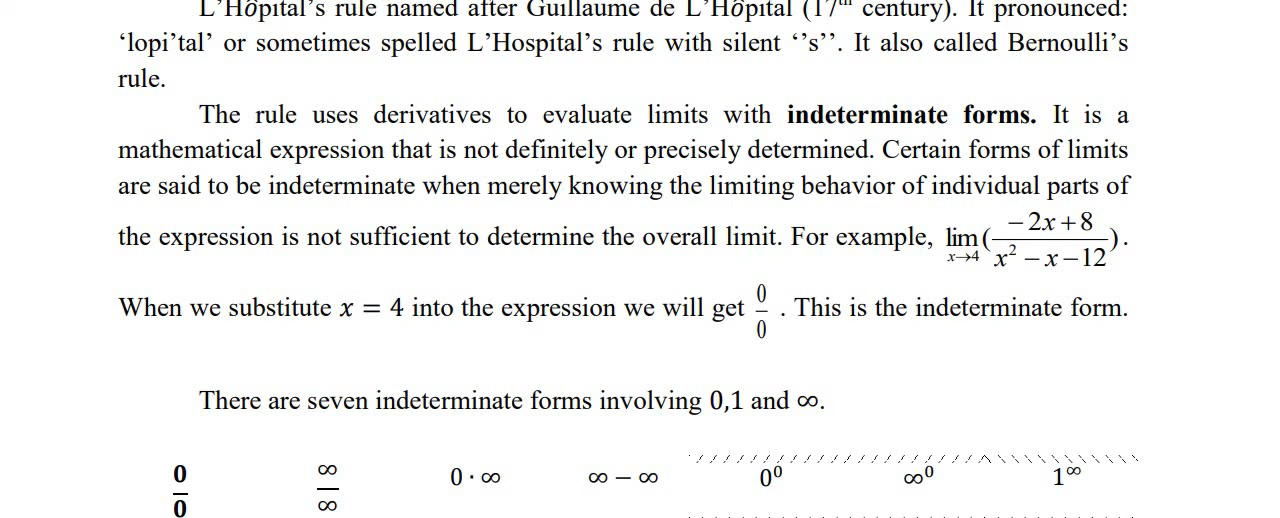 L’Hôpital’s rule named after Guillaume de L’Hôpital (17th century). It pronounced:
‘lopi’tal’ or sometimes spelled L’Hospital’s rule with silent ‘’s’’. It also called Bernoulli’s
rule.
The rule uses derivatives to evaluate limits with indeterminate forms. It is a
mathematical expression that is not definitely or precisely determined. Certain forms of limits
are said to be indeterminate when merely knowing the limiting behavior of individual parts of
the expression is not sufficient to determine the overall limit. For example, lim x→4 (−2x+8 / x² − x − 12).
When we substitute x = 4 into the expression we will get 0/0 . This is the indeterminate form.
There are seven indeterminate forms involving 0,1 and ∞.
0/0 ∞/∞ 0 · ∞ ∞ − ∞ 0⁰ ∞⁰ 1^∞